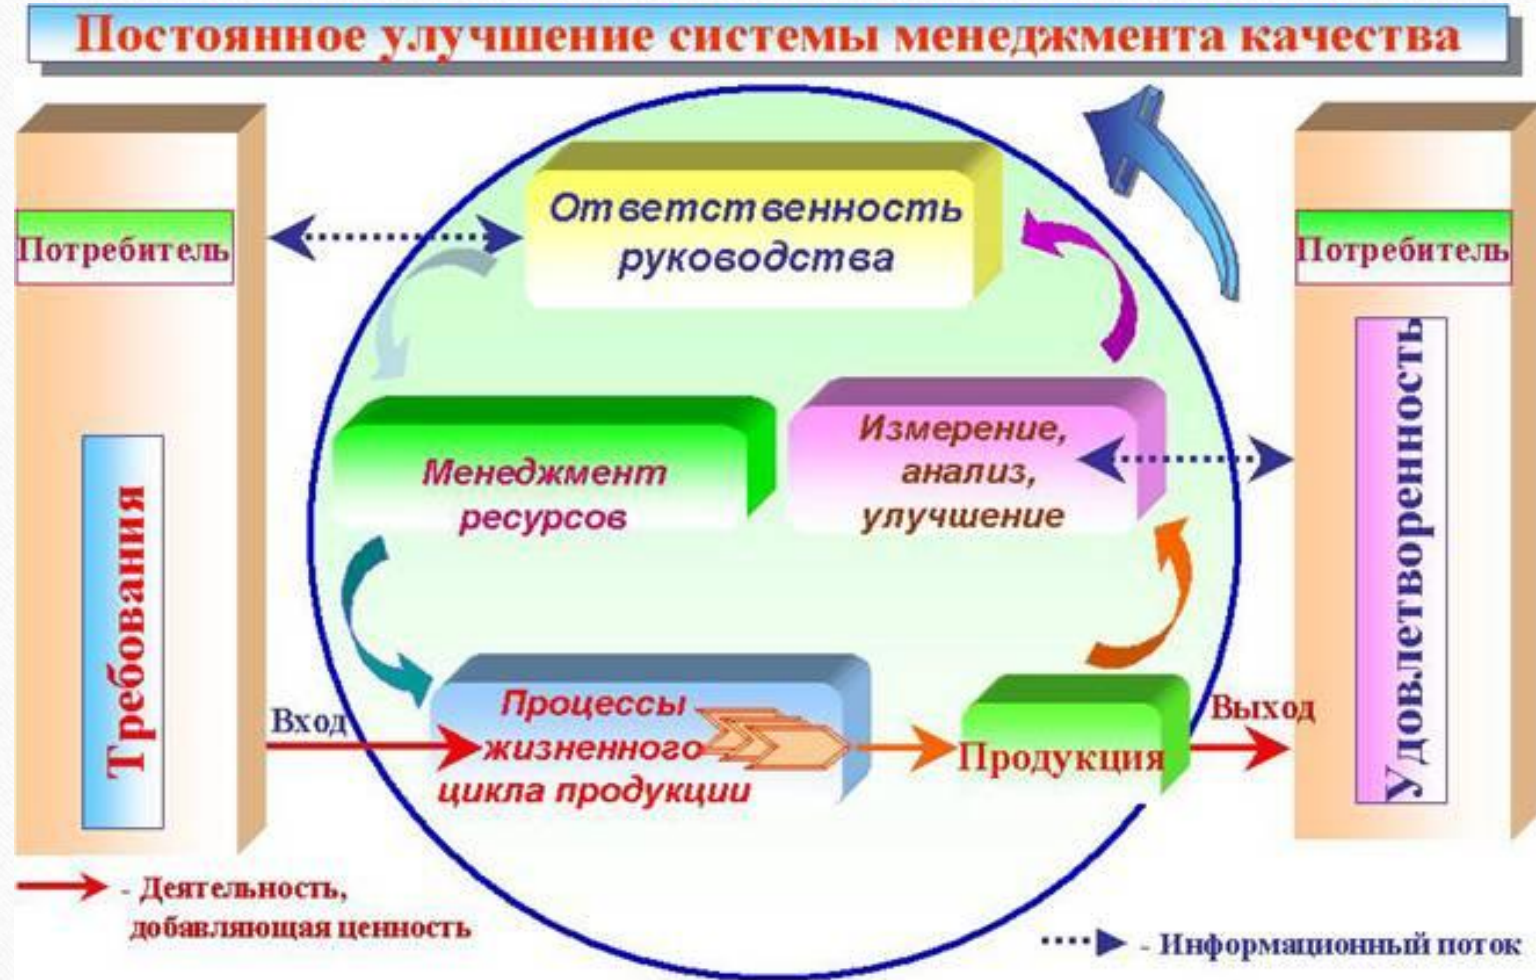 Постоянное улучшение системы менеджмента качества
Потребитель
Требования
Ответственность
руководства
Менеджмент
ресурсов
Измерение,
анализ,
улучшение
Вход
Процессы
жизненного
цикла продукции
Продукция
Выход
Потребитель
Удовлетворенность
- Деятельность,
добавляющая ценность
- Информационный поток